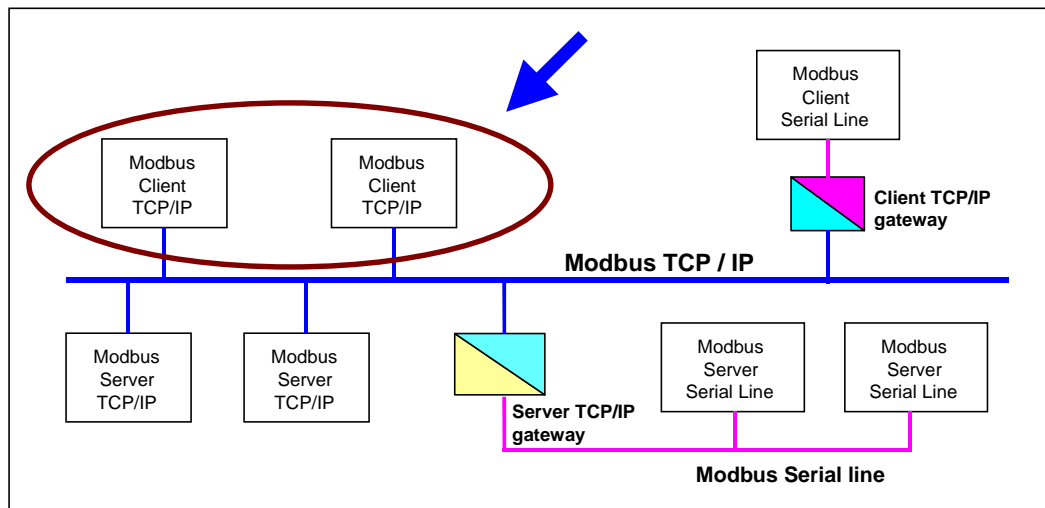 Modbus
Client
Serial Line
Modbus
Client
TCP/IP
Modbus
Client
TCP/IP
Client TCP/IP
gateway
Modbus TCP / IP
Modbus
Server
TCP/IP
Modbus
Server
TCP/IP
Modbus
Server
Serial Line
Modbus
Server
Serial Line
Server TCP/IP
gateway
Modbus Serial line